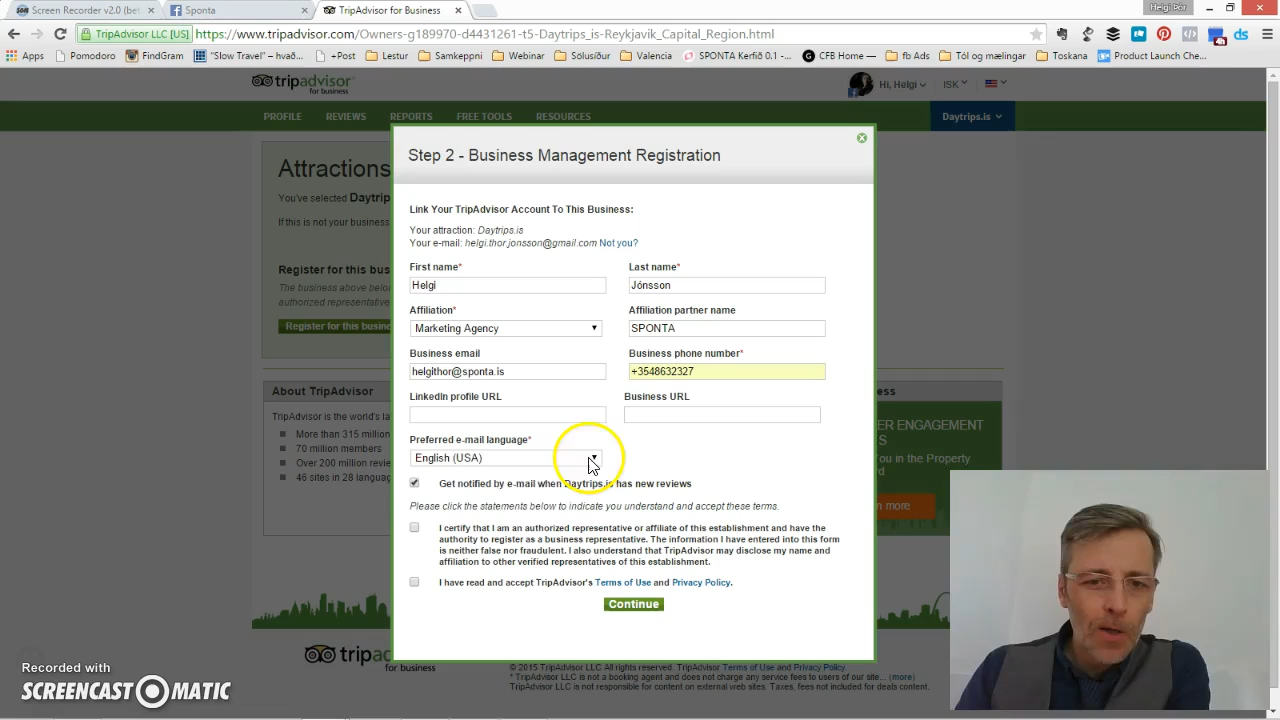 Screen Recorder v2.0 (bet
Sponta
TripAdvisor for Business
Helgi Þór
TripAdvisor LLC [US]
https://www.tripadvisor.com/Owners-g189970-d4431261-t5-Daytrips_is-Reykjavik_Capital_Region.html
Apps
Pomodoro
FindGram
"Slow Travel" – hvað...
+Post
Lestur
Samkeppni
Webinar
Sölusíður
Valencia
SPONTA Kerfið 0.1 -...
CFB Home —
fb Ads
Tól og mælingar
Toskana
Product Launch Che...
tripadvisor
for business
Hi, Helgi
ISK
PROFILE
REVIEWS
REPORTS
FREE TOOLS
RESOURCES
Daytrips.is
Attractions
You've selected Daytrip
If this is not your business
Register for this bus
The business above belo
authorized representative
Register for this busine
Step 2 - Business Management Registration
Link Your TripAdvisor Account To This Business:
Your attraction: Daytrips.is
Your e-mail: helgi.thor.jonsson@gmail.com Not you?
First name*
Last name*
Helgi
Jónsson
Affiliation*
Affiliation partner name
Marketing Agency
SPONTA
Business email
Business phone number*
helgithor@sponta.is
+3548632327
LinkedIn profile URL
Business URL
Preferred e-mail language*
English (USA)
Get notified by e-mail when Daytrips.is has new reviews
Please click the statements below to indicate you understand and accept these terms.
I certify that I am an authorized representative or affiliate of this establishment and have the
authority to register as a business representative. The information I have entered into this form
is neither false nor fraudulent. I also understand that TripAdvisor may disclose my name and
affiliation to other verified representatives of this establishment.
I have read and accept TripAdvisor's Terms of Use and Privacy Policy.
Continue
About TripAdvisor
TripAdvisor is the world's la
More than 315 million
70 million members
Over 200 million revie
46 sites in 28 language
ess
ER ENGAGEMENT
S
you in the Property
rd
n more
tripad
for business
© 2015 TripAdvisor LLC All rights reserved. TripAdvisor Terms of Use and Privacy Policy.
* TripAdvisor LLC is not a booking agent and does not charge any service fees to users of our site... (more)
TripAdvisor LLC is not responsible for content on external web sites. Taxes, fees not included for deals content.
Recorded with
SCREENCAST MATIC